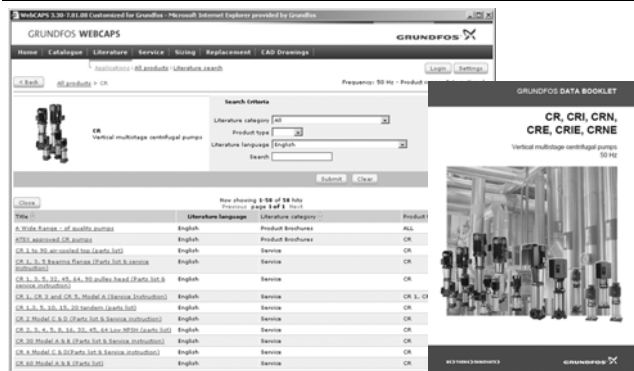 WebCAPS 3.30-7.01.08 Customized for Grundfos - Microsoft Internet Explorer provided by Grundfos
GRUNDFOS WEBCAPS
GRUNDFOS
Home Catalogue Literature Service Sizing Replacement CAD Drawings
Applications All products Literature search
Login Settings
< Back All products > CR
Frequency: 50 Hz - Product
Search Criteria
Literature category All
Product type
Literature language English
Search
CR
Vertical multistage centrifugal pumps
Submit Clear
Close
Now showing 1-58 of 58 hits
Previous page 1 of 1 Next
Title Literature language Literature category Product
A Wide Range - of quality pumps English Product Brochures ALL
ATEX approved CR pumps English Product Brochures CR
CR 1 to 90 air-cooled top (parts list) English Service CR
CR 1, 3, 5 Bearing flange (Parts list & service instruction) English Service CR
CR 1, 3, 5, 32, 45, 64, 90 pulley head (Parts list & service instruction) English Service CR
CR 1, CR 3 and CR 5, Model A (Service Instruction) English Service CR 1, CR
CR 1,3, 5, 10, 15, 20 tandem (parts list) English Service CR
CR 2 Model C & D (Parts list & Service instruction) English Service CR
CR 2, 3, 4, 5, 8, 16, 32, 45, 64 Low NPSH (parts list) English Service CR
CR 30 Model A & B (Parts list & Service instruction) English Service CR
CR 4 Model C & D(Parts list & Service instruction) English Service CR
CR 60 Model A & B (Parts list) English Service CR
GRUNDFOS DATA BOOKLET
CR, CRI, CRN,
CRE, CRIE, CRNE
Vertical multistage centrifugal pumps
50 Hz
BE > THINK > INNOVATE >
GRUNDFOS